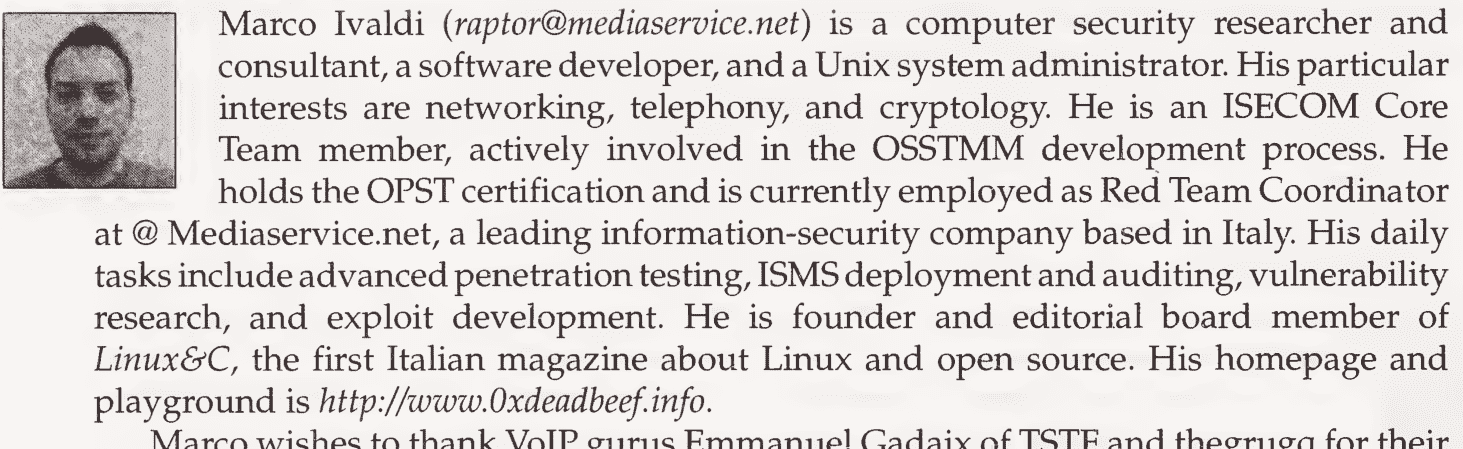 Marco Ivaldi (raptor@mediaservice.net) is a computer security researcher and
consultant, a software developer, and a Unix system administrator. His particular
interests are networking, telephony, and cryptology. He is an ISECOM Core
Team member, actively involved in the OSSTMM development process. He
holds the OPST certification and is currently employed as Red Team Coordinator
at @ Mediaservice.net, a leading information-security company based in Italy. His daily
tasks include advanced penetration testing, ISMS deployment and auditing, vulnerability
research, and exploit development. He is founder and editorial board member of
Linux&C, the first Italian magazine about Linux and open source. His homepage and
playground is http://www.0xdeadbeef.info.
Marco wishes to thank VoIP gurus Emmanuel Gadaix of TSTF and thegrugq for their